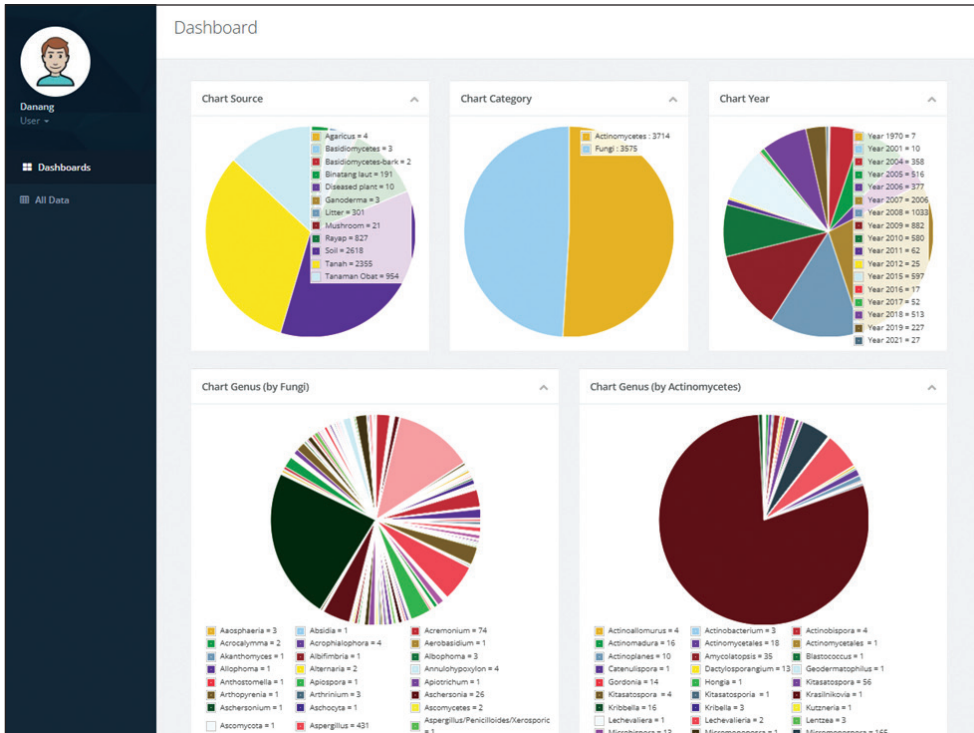 Dashboard
Danang
User
Dashboards
All Data
Chart Source
Agaricus = 4
Basidiomycetes = 3
Basidiomycetes-bark = 2
Binatang laut = 191
Diseased plant = 10
Ganoderma = 3
Litter = 301
Mushroom = 21
Rayap = 827
Soil = 2618
Tanah = 2355
Tanaman Obat = 954
Chart Category
Actinomycetes : 3714
Fungi : 3575
Chart Year
Year 1970 = 7
Year 2001 = 10
Year 2004 = 358
Year 2005 = 516
Year 2006 = 377
Year 2007 = 2006
Year 2008 = 1033
Year 2009 = 882
Year 2010 = 580
Year 2011 = 62
Year 2012 = 25
Year 2015 = 597
Year 2016 = 17
Year 2017 = 52
Year 2018 = 513
Year 2019 = 227
Year 2021 = 27
Chart Genus (by Fungi)
Aaosphaeria = 3 Absidia = 1 Acremonium = 74
Acrocalymma = 2 Acrophialophora = 4 Aerobasidium = 1
Akanthomyces = 1 Albifimbria = 1 Albophoma = 3
Allophoma = 1 Alternaria = 2 Annulohypoxylon = 4
Anthostomella = 1 Apiospora = 1 Apiotrichum = 1
Arthopyrenia = 1 Arthrinium = 3 Aschersonia = 26
Aschersonium = 1 Aschocyta = 1 Ascomycetes = 2
Ascomycota = 1 Aspergillus = 431 Aspergillus/Penicilloides/Xerosporic
= 1
Chart Genus (by Actinomycetes)
Actinoallomurus = 4 Actinobacterium = 3 Actinobispora = 4
Actinomadura = 16 Actinomycetales = 18 Actinomycetales = 1
Actinoplanes = 10 Amycolatopsis = 35 Blastococcus = 1
Catenulispora = 1 Dactylosporangium = 13 Geodermatophilus = 1
Gordonia = 14 Hongia = 1 Kitasatospora = 56
Kitasatospora = 4 Kitasatosporia = 1 Krasilnikovia = 1
Kribbella = 16 Kribella = 3 Kutzneria = 1
Lechevaliera = 1 Lechevalieria = 2 Lentzea = 3
Microbispora = 13 Micromonospora = 165